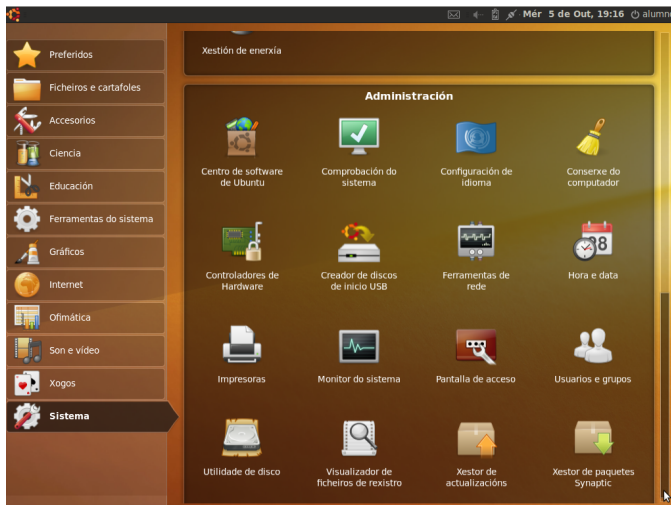 Mér 5 de Out, 19:16
Preferidos
Ficheiros e cartafoles
Accesorios
Ciencia
Educación
Ferramentas do sistema
Gráficos
Internet
Ofimática
Son e vídeo
Xogos
Sistema
Xestión de enerxía
Administración
Centro de software
de Ubuntu
Comprobación do
sistema
Configuración de
idioma
Conserxe do
computador
Controladores de
Hardware
Creador de discos
de inicio USB
Ferramentas de
rede
Hora e data
Impresoras
Monitor do sistema
Pantalla de acceso
Usuarios e grupos
Utilidade de disco
Visualizador de
ficheiros de rexistro
Xestor de
actualizacións
Xestor de paquetes
Synaptic